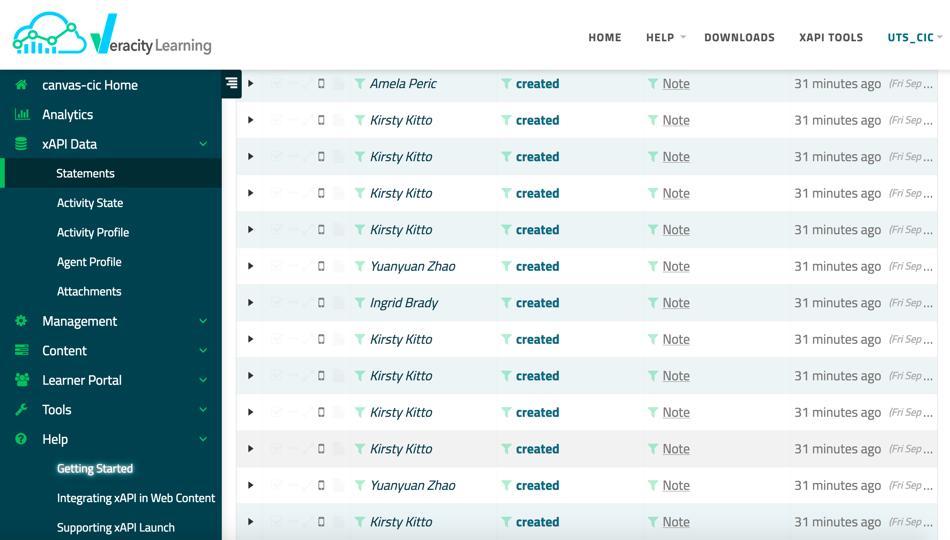 Veracity Learning
HOME HELP DOWNLOADS XAPI TOOLS UTS_CIC
canvas-cic Home
Analytics
xAPI Data
Statements
Activity State
Activity Profile
Agent Profile
Attachments
Management
Content
Learner Portal
Tools
Help
Getting Started
Integrating xAPI in Web Content
Supporting xAPI Launch
Amela Peric created Note 31 minutes ago (Fri Sep ...
Kirsty Kitto created Note 31 minutes ago (Fri Sep ...
Kirsty Kitto created Note 31 minutes ago (Fri Sep ...
Kirsty Kitto created Note 31 minutes ago (Fri Sep ...
Kirsty Kitto created Note 31 minutes ago (Fri Sep ...
Yuanyuan Zhao created Note 31 minutes ago (Fri Sep ...
Ingrid Brady created Note 31 minutes ago (Fri Sep ...
Kirsty Kitto created Note 31 minutes ago (Fri Sep ...
Kirsty Kitto created Note 31 minutes ago (Fri Sep ...
Kirsty Kitto created Note 31 minutes ago (Fri Sep ...
Kirsty Kitto created Note 31 minutes ago (Fri Sep ...
Yuanyuan Zhao created Note 31 minutes ago (Fri Sep ...
Kirsty Kitto created Note 31 minutes ago (Fri Sep ...